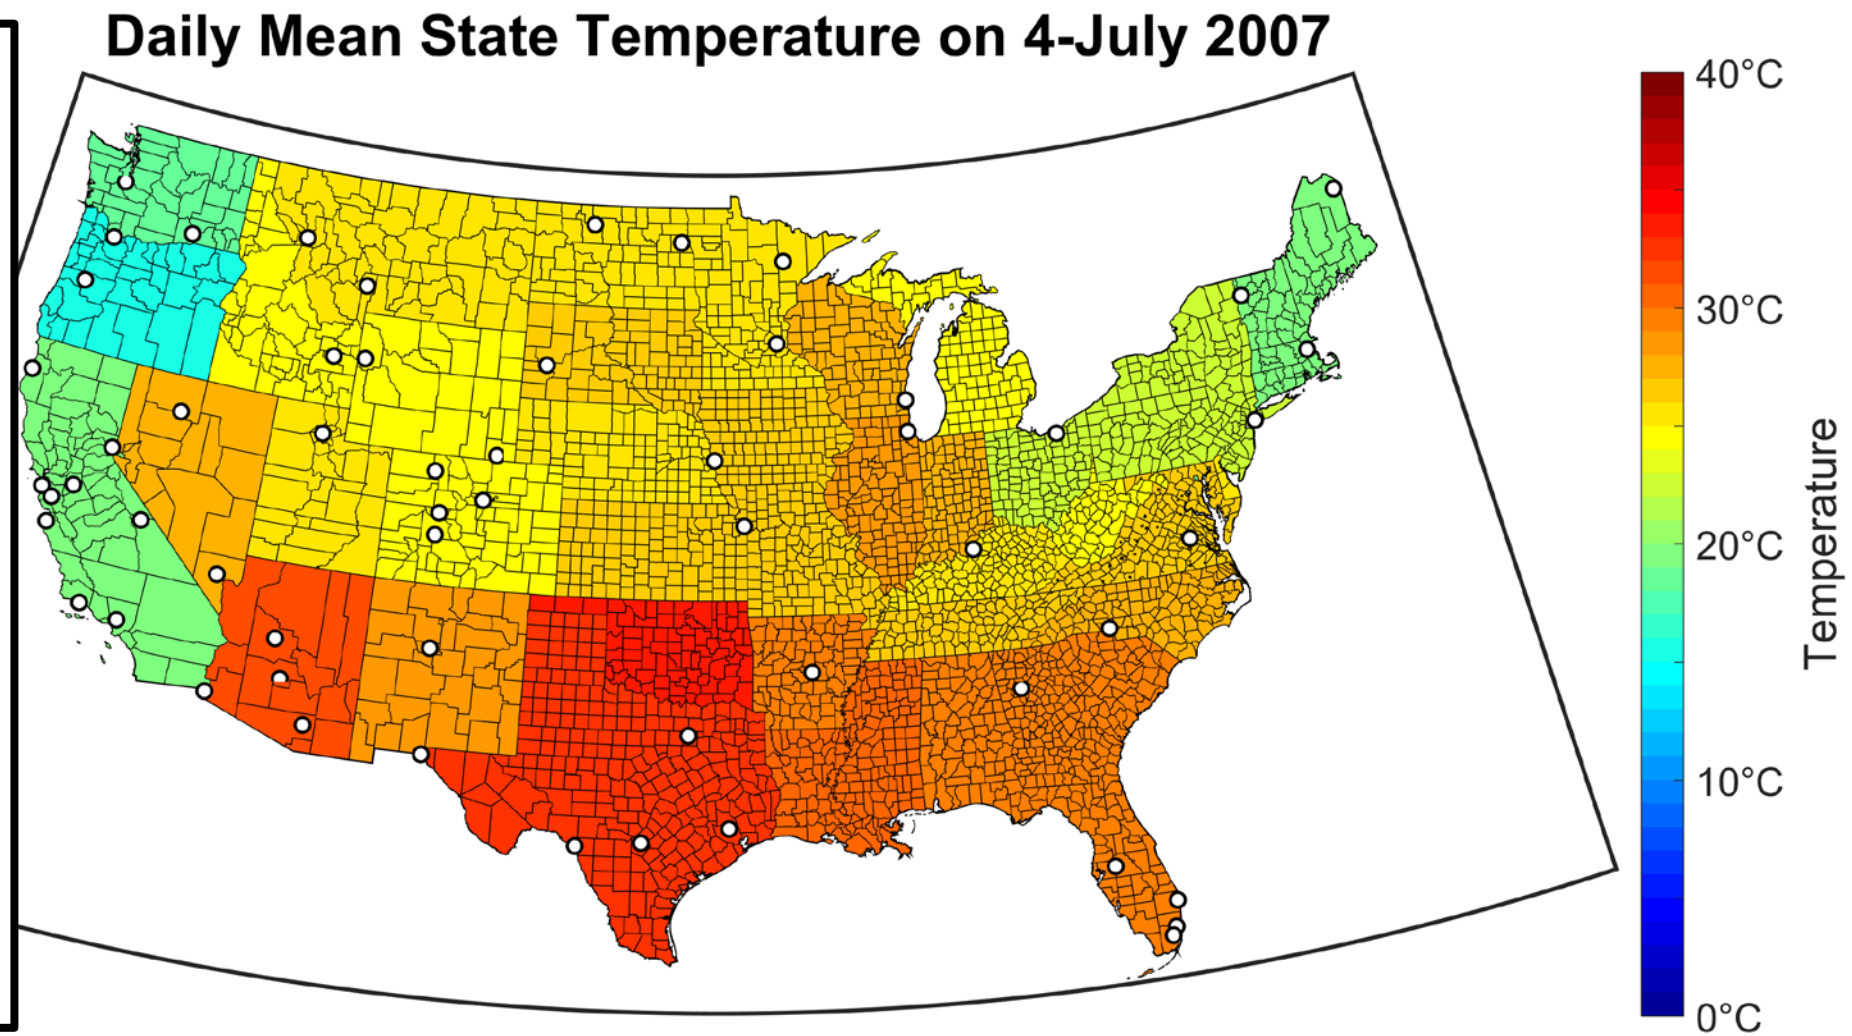 Daily Mean State Temperature on 4-July 2007
40°C
30°C
20°C
10°C
0°C
Temperature